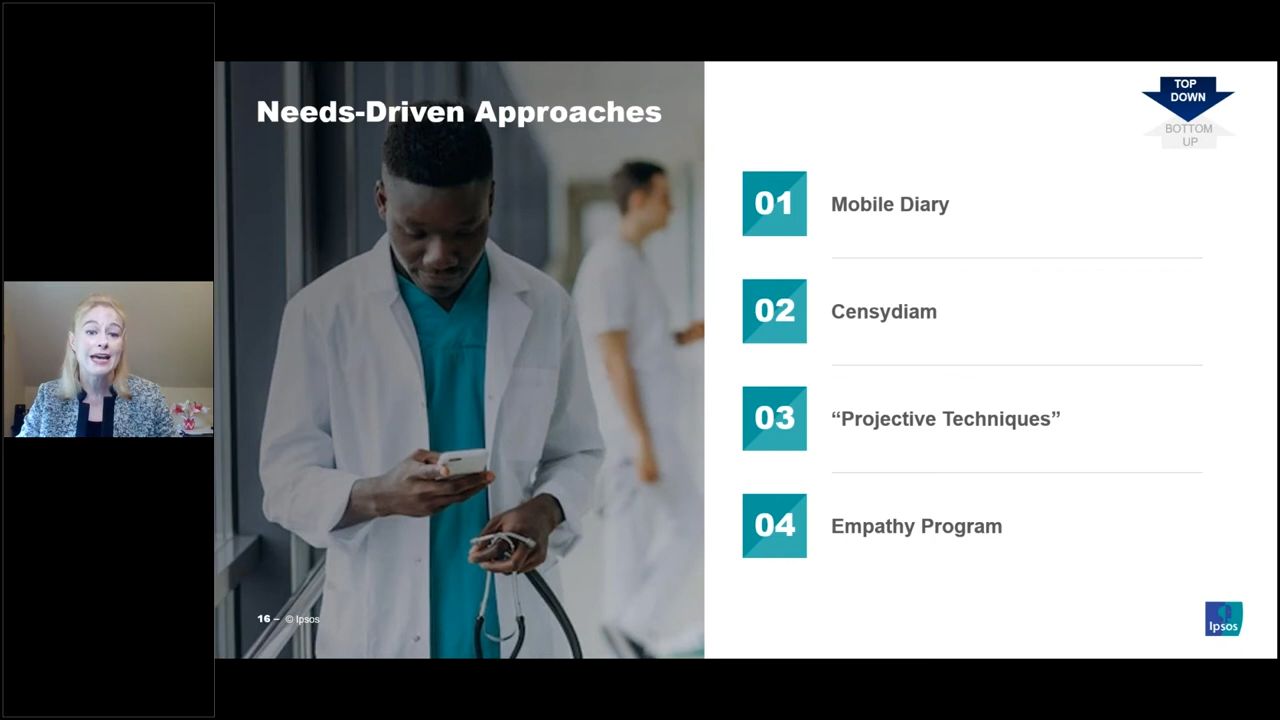 Needs-Driven Approaches
TOP
DOWN
BOTTOM
UP
01
Mobile Diary
02
Censydiam
03
“Projective Techniques”
04
Empathy Program
16 – © Ipsos
Ipsos